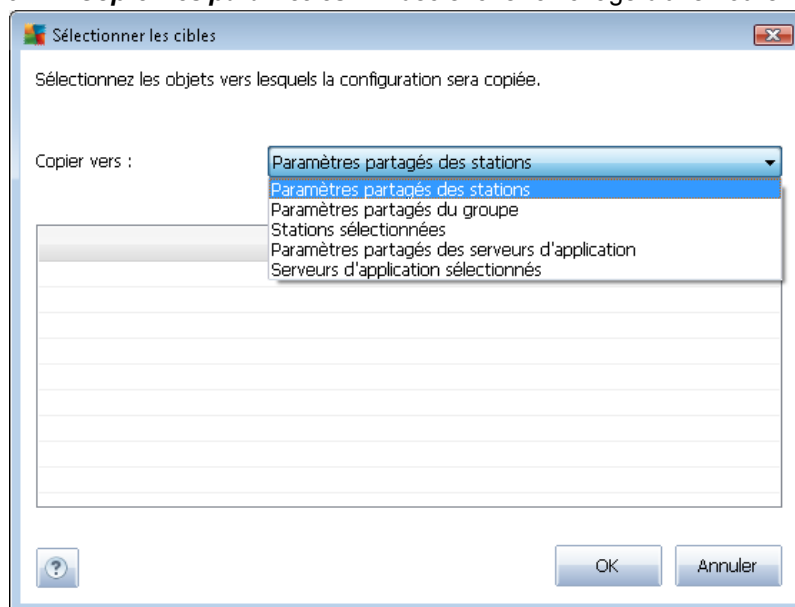 Sélectionner les cibles
Sélectionnez les objets vers lesquels la configuration sera copiée.
Copier vers :
Paramètres partagés des stations
Paramètres partagés des stations
Paramètres partagés du groupe
Stations sélectionnées
Paramètres partagés des serveurs d'application
Serveurs d'application sélectionnés
?
OK
Annuler